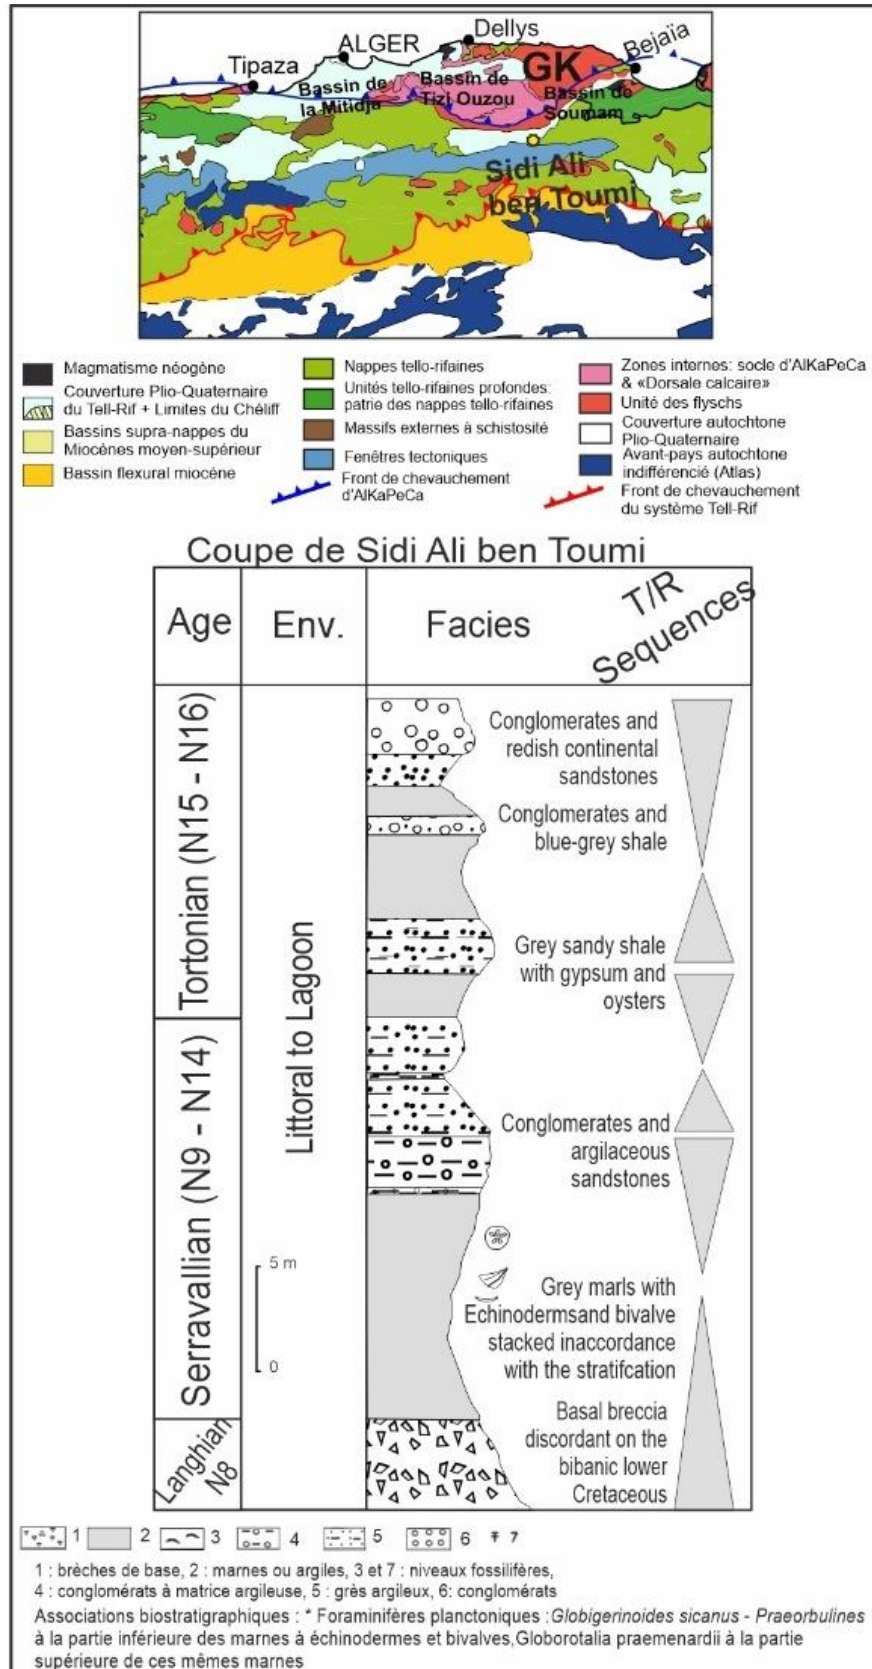 Dellys
ALGER
Bejaïa
Tipaza
GK
Bassin de
la Mitidja
Bassin de
Tizi Ouzou
Bassin de
Soumam
Sidi Ali
ben Toumi
Magmatisme néogène
Couverture Plio-Quaternaire
du Tell-Rif + Limites du Chéliff
Bassins supra-nappes du
Miocènes moyen-supérieur
Bassin flexural miocène
Nappes tello-rifaines
Unités tello-rifaines profondes:
patrie des nappes tello-rifaines
Massifs externes à schistosité
Fenêtres tectoniques
Front de chevauchement
d'AlKaPeCa
Zones internes: socle d'AlKaPeCa
& «Dorsale calcaire»
Unité des flyschs
Couverture autochtone
Plio-Quaternaire
Avant-pays autochtone
indifférencié (Atlas)
Front de chevauchement
du système Tell-Rif
Coupe de Sidi Ali ben Toumi
Age
Env.
Facies
T/R
Sequences
Tortonian (N15 - N16)
Serravallian (N9 - N14)
Langhian
N8
Littoral to Lagoon
5 m
0
Conglomerates and
redish continental
sandstones
Conglomerates and
blue-grey shale
Grey sandy shale
with gypsum and
oysters
Conglomerates and
argilaceous
sandstones
Grey marls with
Echinodermsand bivalve
stacked inaccordance
with the stratifcation
Basal breccia
discordant on the
bibanic lower
Cretaceous
1 2 3 4 5 6 7
1 : brèches de base, 2 : marnes ou argiles, 3 et 7 : niveaux fossilifères,
4 : conglomérats à matrice argileuse, 5 : grès argileux, 6: conglomérats
Associations biostratigraphiques : * Foraminifères planctoniques :Globigerinoides sicanus - Praeorbulines
à la partie inférieure des marnes à échinodermes et bivalves,Globorotalia praemenardii à la partie
supérieure de ces mêmes marnes